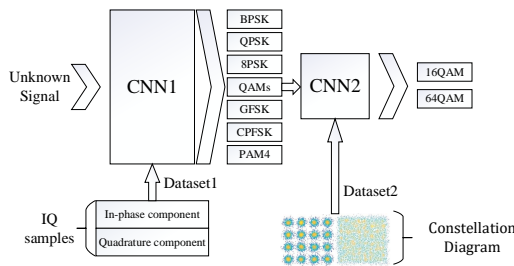 Unknown
Signal
CNN1
BPSK
QPSK
8PSK
QAMs
GFSK
CPFSK
PAM4
CNN2
16QAM
64QAM
Dataset1
Dataset2
IQ
samples
In-phase component
Quadrature component
Constellation
Diagram